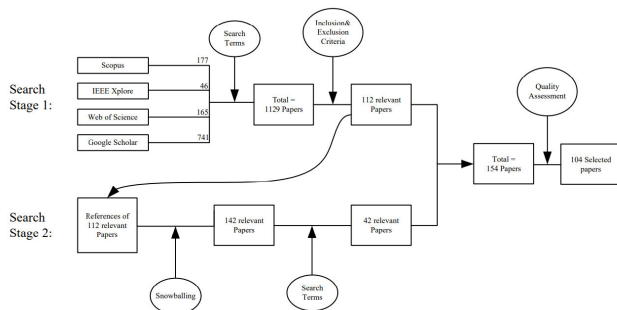 Search
Terms
Inclusion&
Exclusion
Criteria
Search
Stage 1:
Scopus
177
IEEE Xplore
46
Web of Science
165
Google Scholar
741
Total =
1129 Papers
112 relevant
Papers
Quality
Assessment
Total =
154 Papers
104 Selected
papers
Search
Stage 2:
References of
112 relevant
Papers
142 relevant
Papers
42 relevant
Papers
Snowballing
Search
Terms